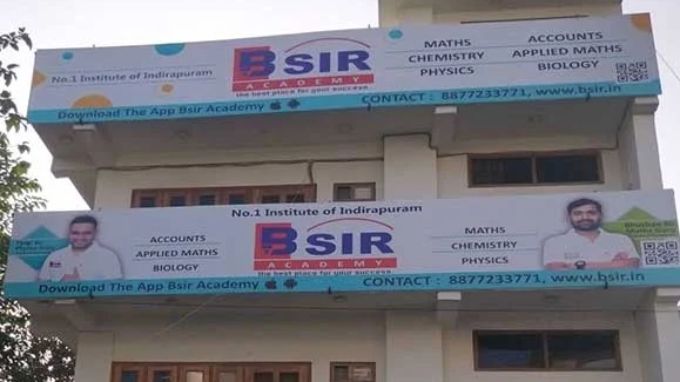 No.1 Institute of Indirapuram
BSIR
ACADEMY
the best place for your success
MATHS
CHEMISTRY
PHYSICS
ACCOUNTS
APPLIED MATHS
BIOLOGY
Download The App Bsir Academy
CONTACT : 8877233771, www.bsir.in
No.1 Institute of Indirapuram
ACCOUNTS
APPLIED MATHS
BIOLOGY
BSIR
ACADEMY
the best place for your success
MATHS
CHEMISTRY
PHYSICS
Download The App Bsir Academy
CONTACT : 8877233771, www.bsir.in